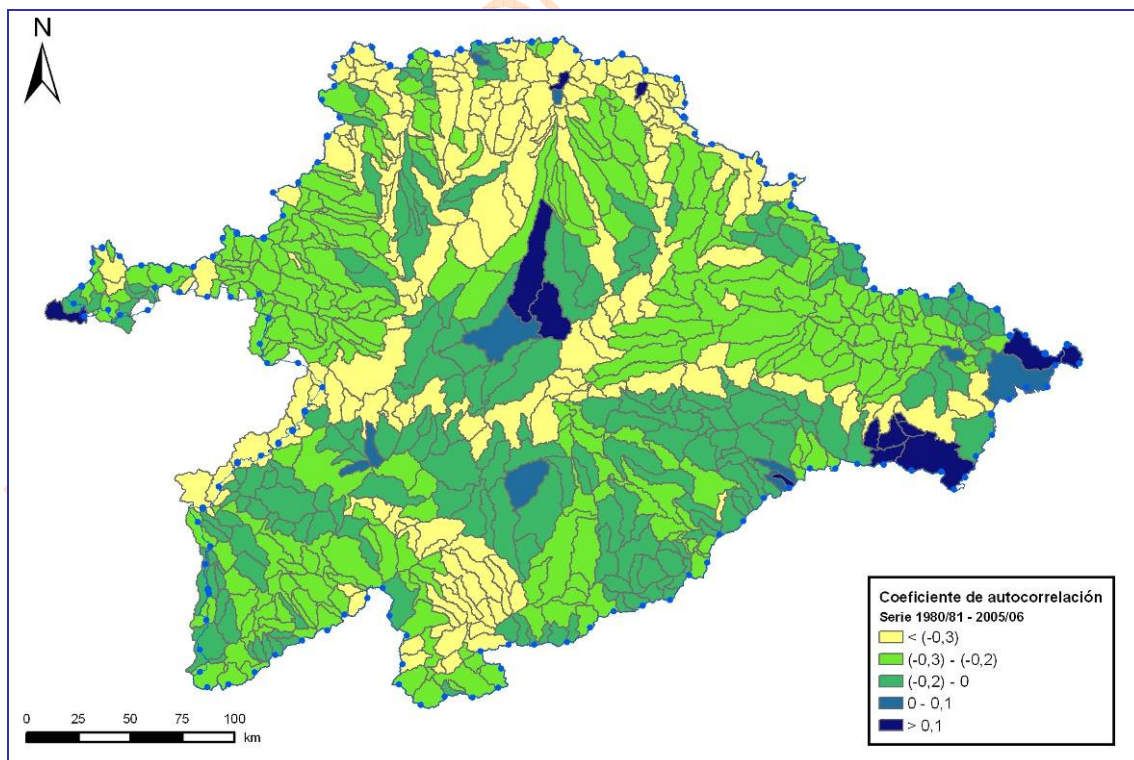 N
Coeficiente de autocorrelación
Serie 1980/81 - 2005/06
< (-0,3)
(-0,3) - (-0,2)
(-0,2) - 0
0 - 0,1
> 0,1
0 25 50 75 100
km